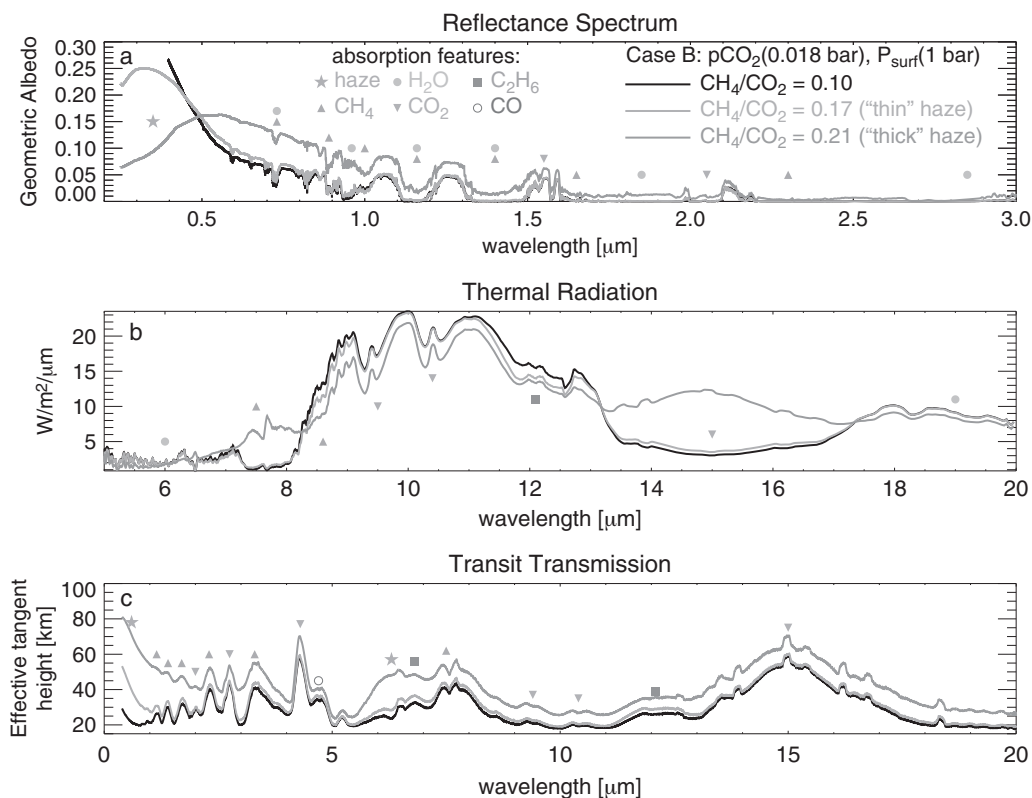 Reflectance Spectrum
a
absorption features:
haze
H2O
C2H6
CH4
CO2
CO
Case B: pCO2(0.018 bar), Psurf(1 bar)
CH4/CO2 = 0.10
CH4/CO2 = 0.17 (“thin” haze)
CH4/CO2 = 0.21 (“thick” haze)
Geometric Albedo
0.30
0.25
0.20
0.15
0.10
0.05
0.00
0.5 1.0 1.5 2.0 2.5 3.0
wavelength [μm]
Thermal Radiation
b
W/m²/μm
20
15
10
5
6 8 10 12 14 16 18 20
wavelength [μm]
Transit Transmission
c
Effective tangent
height [km]
100
80
60
40
20
0 5 10 15 20
wavelength [μm]